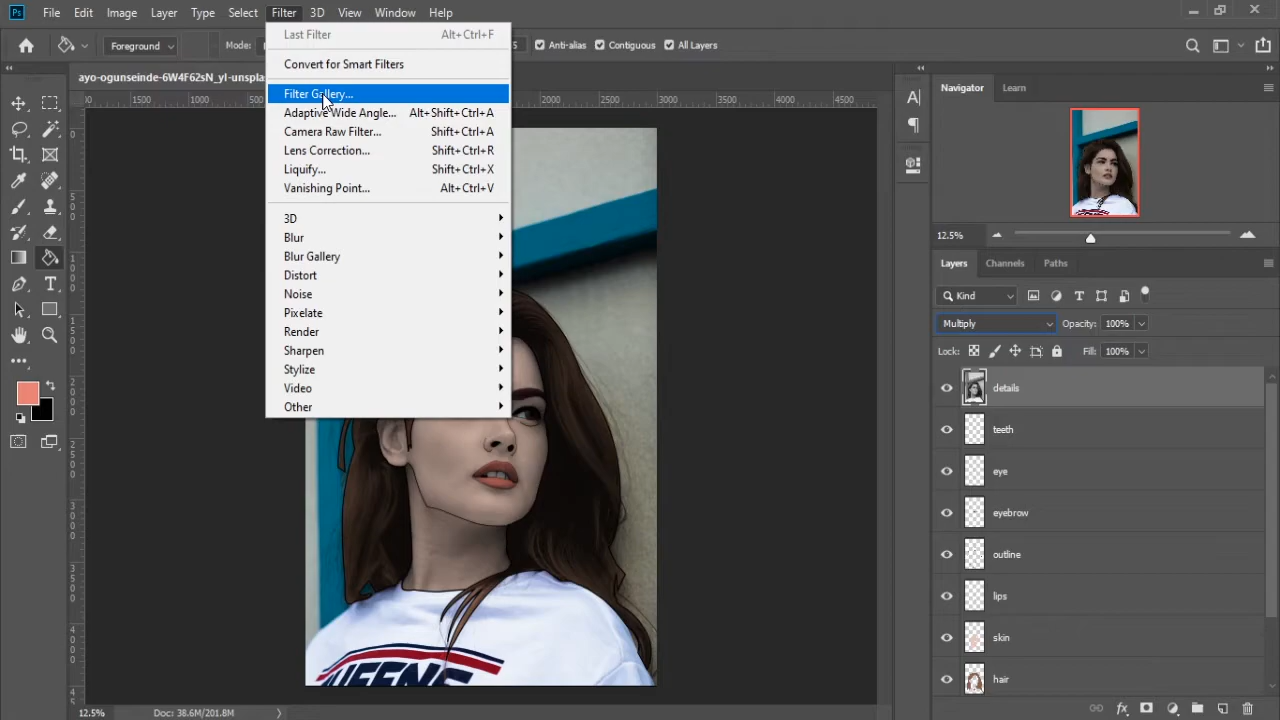 Ps File Edit Image Layer Type Select Filter 3D View Window Help
Last Filter Alt+Ctrl+F
Foreground Mode: 5 Anti-alias Contiguous All Layers
Convert for Smart Filters
ayo-ogunseinde-6W4F62sN_yI-unspla
Navigator Learn
Filter Gallery...
2000 2500 3000 3500 4000 4500
Adaptive Wide Angle... Alt+Shift+Ctrl+A
Camera Raw Filter... Shift+Ctrl+A
Lens Correction... Shift+Ctrl+R
Liquify... Shift+Ctrl+X
Vanishing Point... Alt+Ctrl+V
3D
Blur
12.5%
Blur Gallery
Layers Channels Paths
Distort
Noise
Kind
Pixelate
Multiply Opacity: 100%
Render
Sharpen
Lock: Fill: 100%
Stylize
Video
details
Other
teeth
eye
eyebrow
outline
lips
skin
QUEENS
hair
12.5% Doc: 38.6M/201.8M